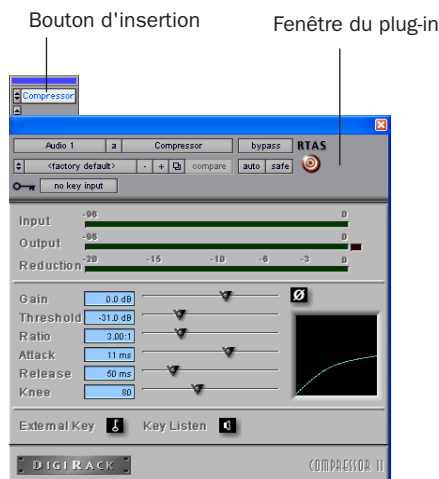 Bouton d'insertion
Fenêtre du plug-in
Compressor
Audio 1 a Compressor bypass RTAS
<factory default> - + compare auto safe
no key input
Input -96 0
Output -96 0
Reduction -20 -15 -10 -6 -3 0
Gain 0.0 dB
Threshold -31.0 dB
Ratio 3.00:1
Attack 11 ms
Release 50 ms
Knee 80
External Key Key Listen
DIGIRACK COMPRESSOR II